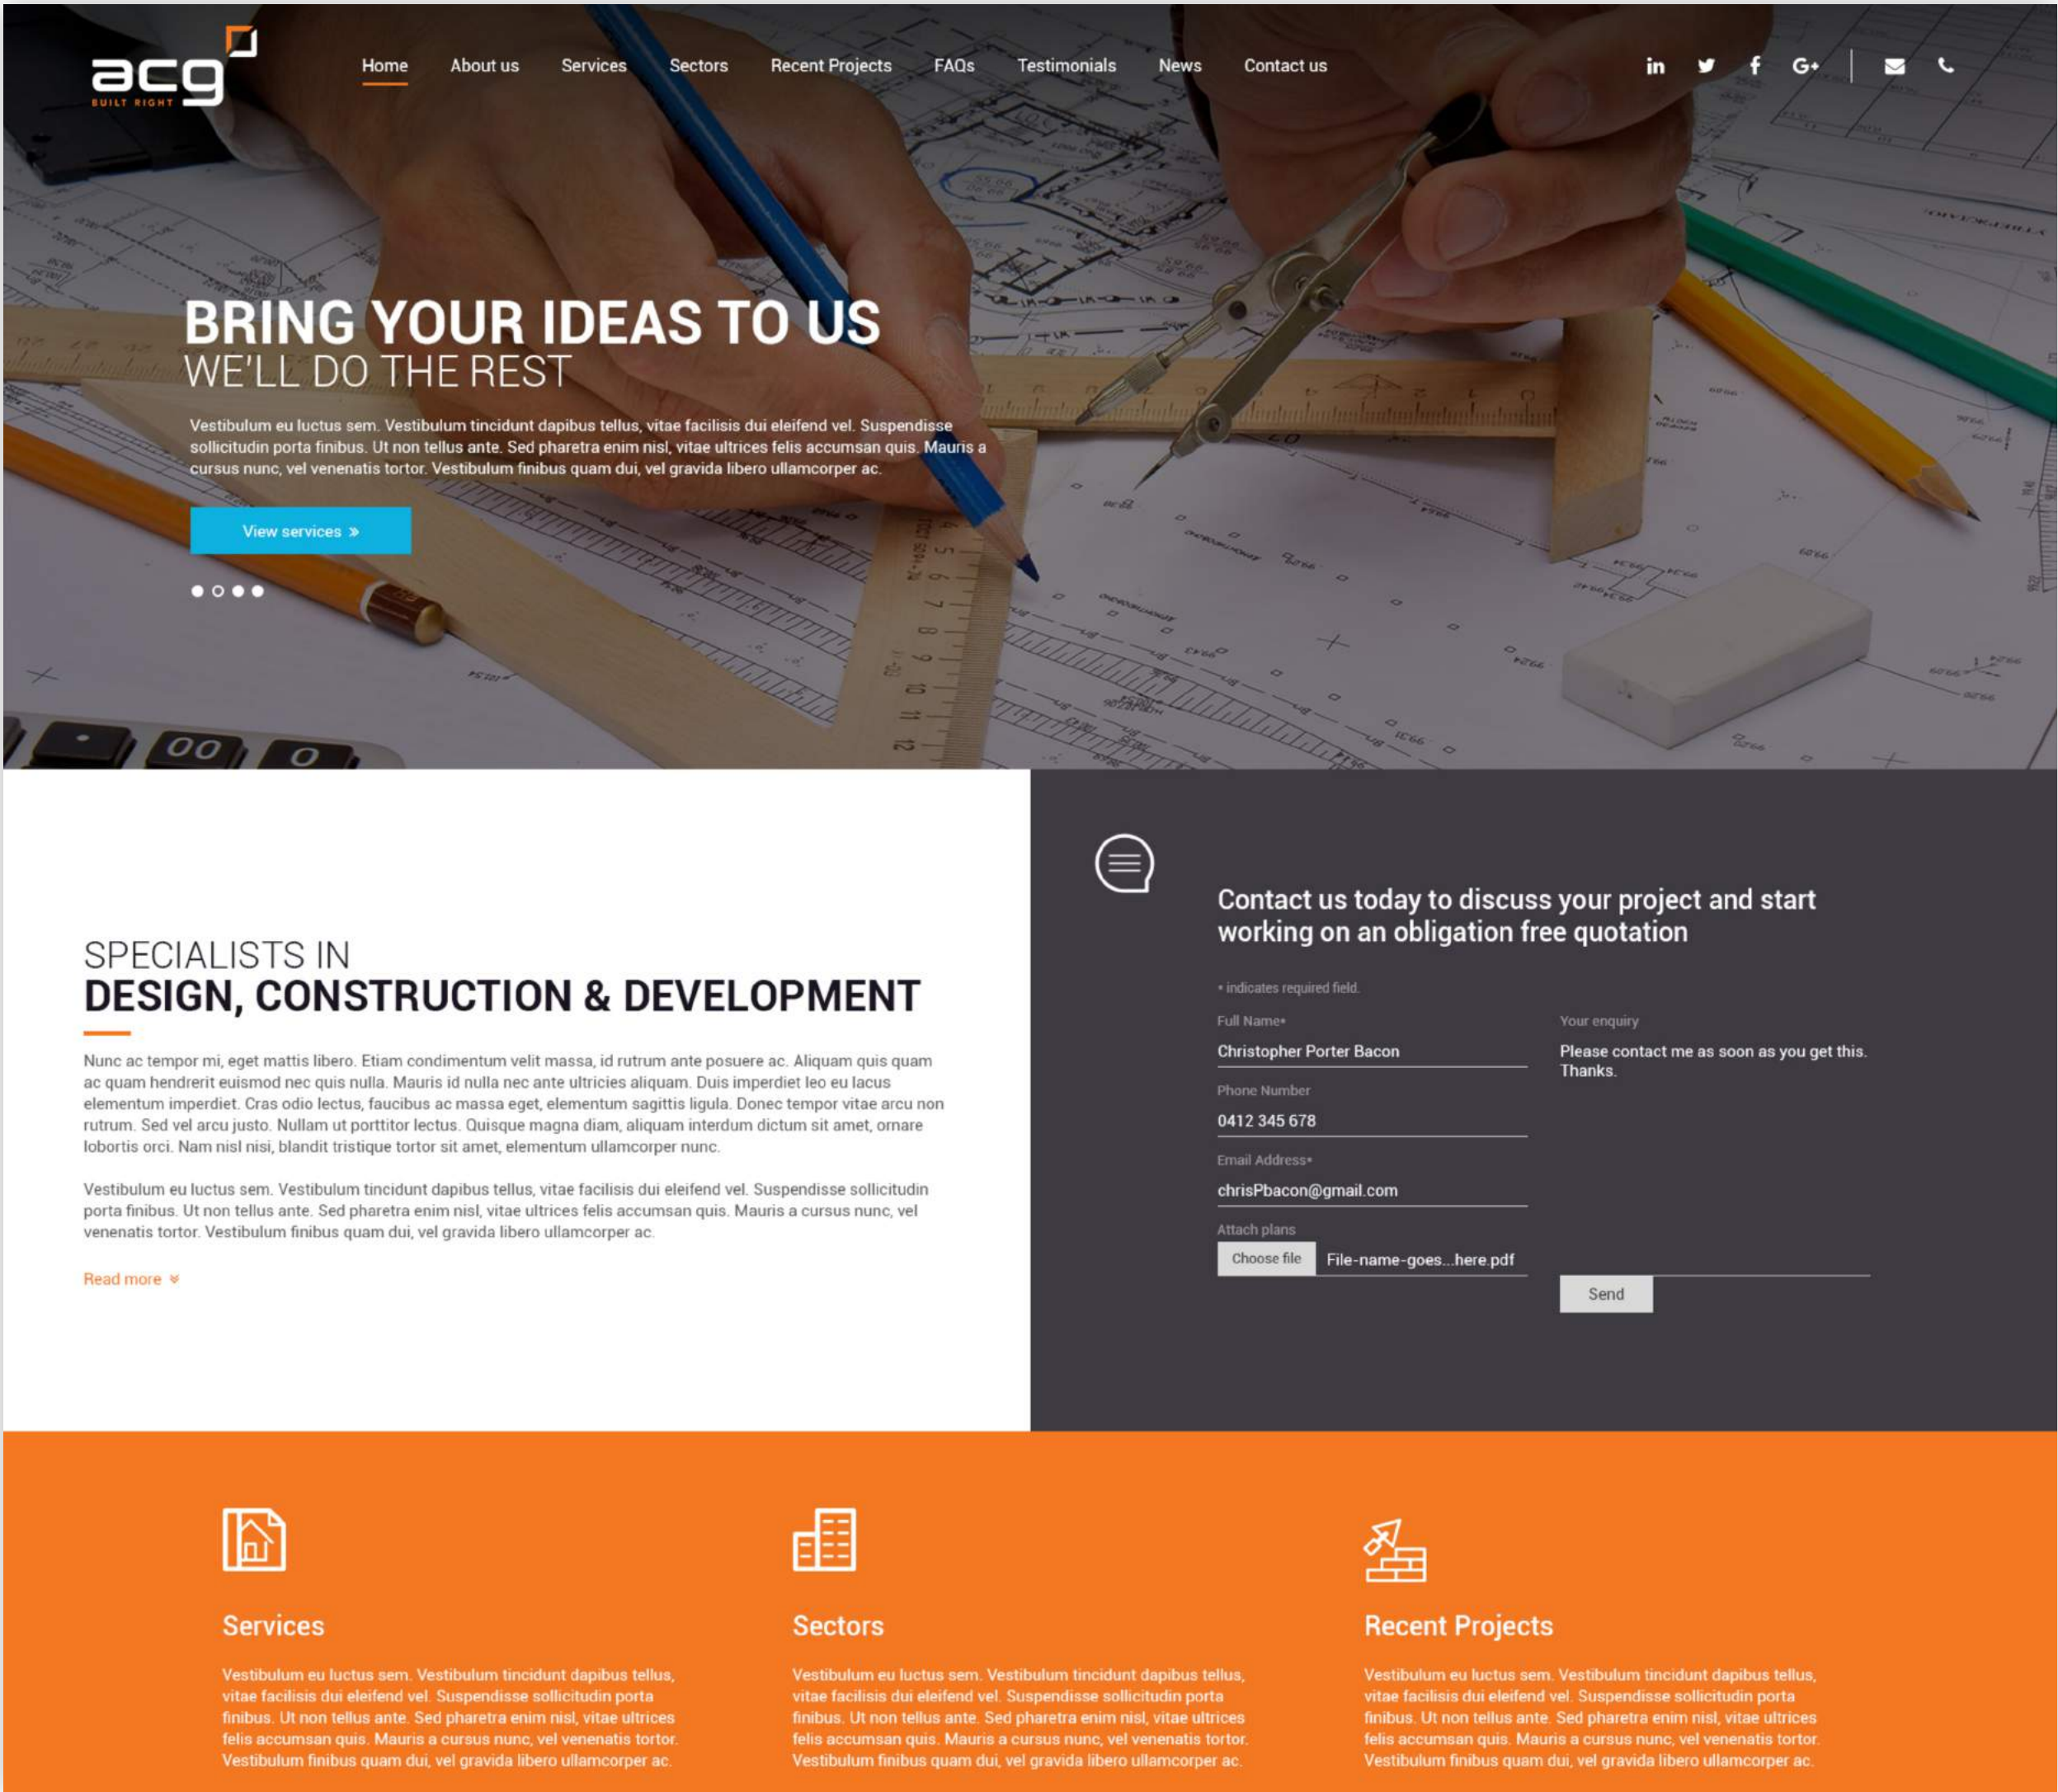 acg
BUILT RIGHT
Home About us Services Sectors Recent Projects FAQs Testimonials News Contact us
in f G+
BRING YOUR IDEAS TO US
WE'LL DO THE REST
Vestibulum eu luctus sem. Vestibulum tincidunt dapibus tellus, vitae facilisis dui eleifend vel. Suspendisse
sollicitudin porta finibus. Ut non tellus ante. Sed pharetra enim nisl, vitae ultrices felis accumsan quis. Mauris a
cursus nunc, vel venenatis tortor. Vestibulum finibus quam dui, vel gravida libero ullamcorper ac.
View services »
00 0
SPECIALISTS IN
DESIGN, CONSTRUCTION & DEVELOPMENT
Nunc ac tempor mi, eget mattis libero. Etiam condimentum velit massa, id rutrum ante posuere ac. Aliquam quis quam
ac quam hendrerit euismod nec quis nulla. Mauris id nulla nec ante ultricies aliquam. Duis imperdiet leo eu lacus
elementum imperdiet. Cras odio lectus, faucibus ac massa eget, elementum sagittis ligula. Donec tempor vitae arcu non
rutrum. Sed vel arcu justo. Nullam ut porttitor lectus. Quisque magna diam, aliquam interdum dictum sit amet, ornare
lobortis orci. Nam nisl nisi, blandit tristique tortor sit amet, elementum ullamcorper nunc.
Vestibulum eu luctus sem. Vestibulum tincidunt dapibus tellus, vitae facilisis dui eleifend vel. Suspendisse sollicitudin
porta finibus. Ut non tellus ante. Sed pharetra enim nisl, vitae ultrices felis accumsan quis. Mauris a cursus nunc, vel
venenatis tortor. Vestibulum finibus quam dui, vel gravida libero ullamcorper ac.
Read more
Contact us today to discuss your project and start
working on an obligation free quotation
* indicates required field.
Full Name*
Christopher Porter Bacon
Phone Number
0412 345 678
Email Address*
chrisPbacon@gmail.com
Attach plans
Choose file File-name-goes...here.pdf
Your enquiry
Please contact me as soon as you get this.
Thanks.
Send
Services
Vestibulum eu luctus sem. Vestibulum tincidunt dapibus tellus,
vitae facilisis dui eleifend vel. Suspendisse sollicitudin porta
finibus. Ut non tellus ante. Sed pharetra enim nisl, vitae ultrices
felis accumsan quis. Mauris a cursus nunc, vel venenatis tortor.
Vestibulum finibus quam dui, vel gravida libero ullamcorper ac.
Sectors
Vestibulum eu luctus sem. Vestibulum tincidunt dapibus tellus,
vitae facilisis dui eleifend vel. Suspendisse sollicitudin porta
finibus. Ut non tellus ante. Sed pharetra enim nisl, vitae ultrices
felis accumsan quis. Mauris a cursus nunc, vel venenatis tortor.
Vestibulum finibus quam dui, vel gravida libero ullamcorper ac.
Recent Projects
Vestibulum eu luctus sem. Vestibulum tincidunt dapibus tellus,
vitae facilisis dui eleifend vel. Suspendisse sollicitudin porta
finibus. Ut non tellus ante. Sed pharetra enim nisl, vitae ultrices
felis accumsan quis. Mauris a cursus nunc, vel venenatis tortor.
Vestibulum finibus quam dui, vel gravida libero ullamcorper ac.